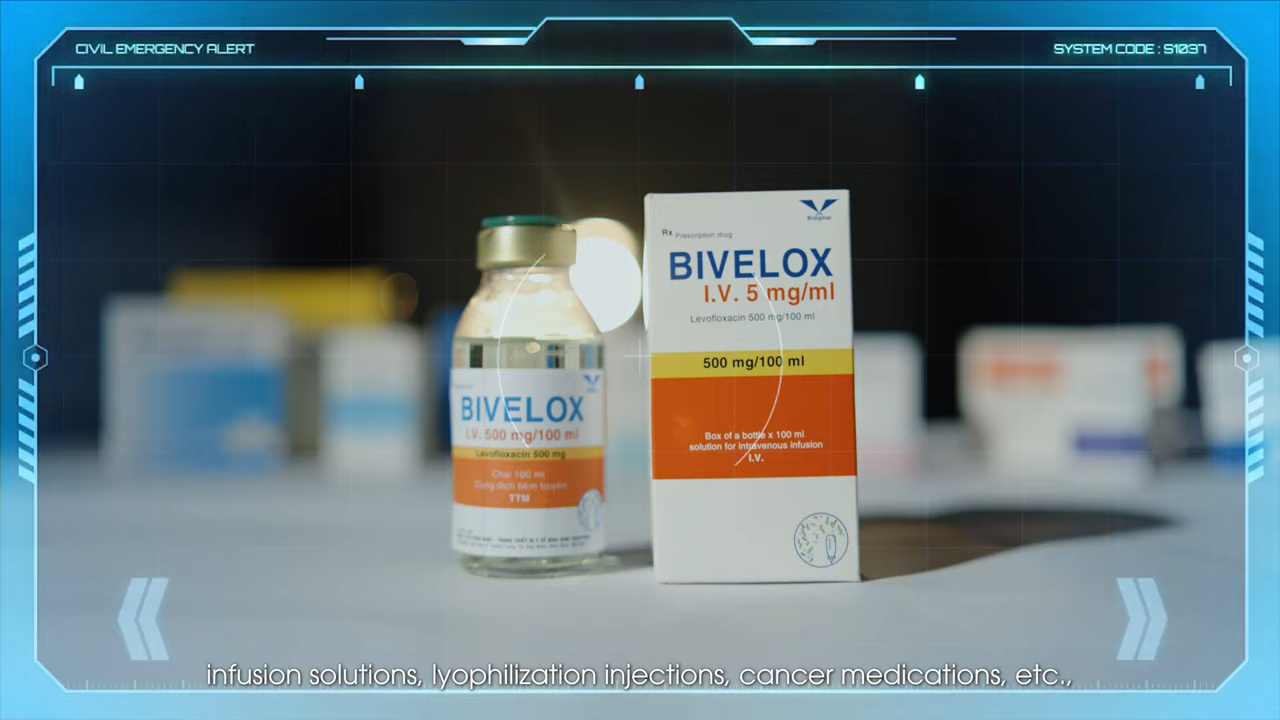 CIVIL EMERGENCY ALERT
SYSTEM CODE : S1037
Bidiphar
Rx Prescription drug
BIVELOX
I.V. 5 mg/ml
Levofloxacin 500 mg/100 ml
500 mg/100 ml
Box of a bottle x 100 ml
solution for intravenous infusion
I.V.
BIVELOX
I.V. 500 mg/100 ml
Levofloxacin 500 mg
Chai 100 ml
Dung dịch tiêm truyền
TTM
infusion solutions, lyophilization injections, cancer medications, etc.,